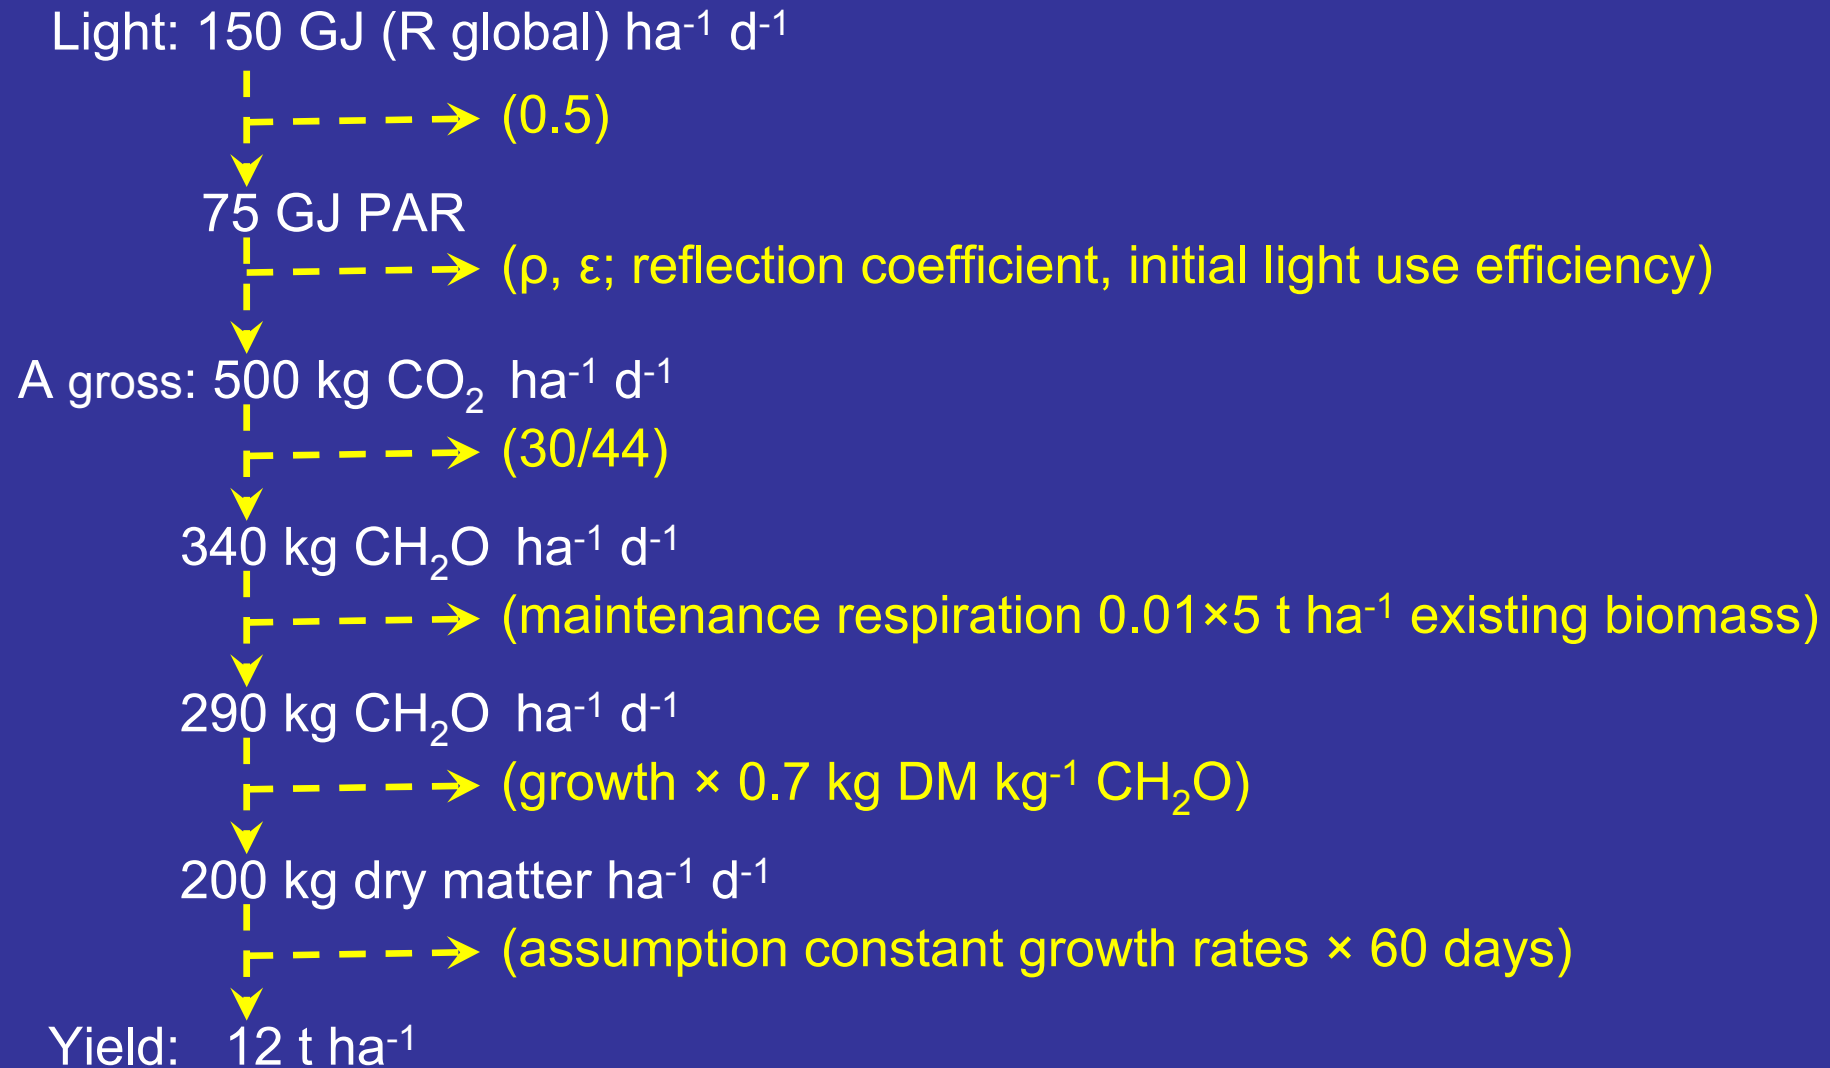 Light: 150 GJ (R global) ha⁻¹ d⁻¹
(0.5)
75 GJ PAR
(ρ, ε; reflection coefficient, initial light use efficiency)
A gross: 500 kg CO₂ ha⁻¹ d⁻¹
(30/44)
340 kg CH₂O ha⁻¹ d⁻¹
(maintenance respiration 0.01×5 t ha⁻¹ existing biomass)
290 kg CH₂O ha⁻¹ d⁻¹
(growth × 0.7 kg DM kg⁻¹ CH₂O)
200 kg dry matter ha⁻¹ d⁻¹
(assumption constant growth rates × 60 days)
Yield: 12 t ha⁻¹